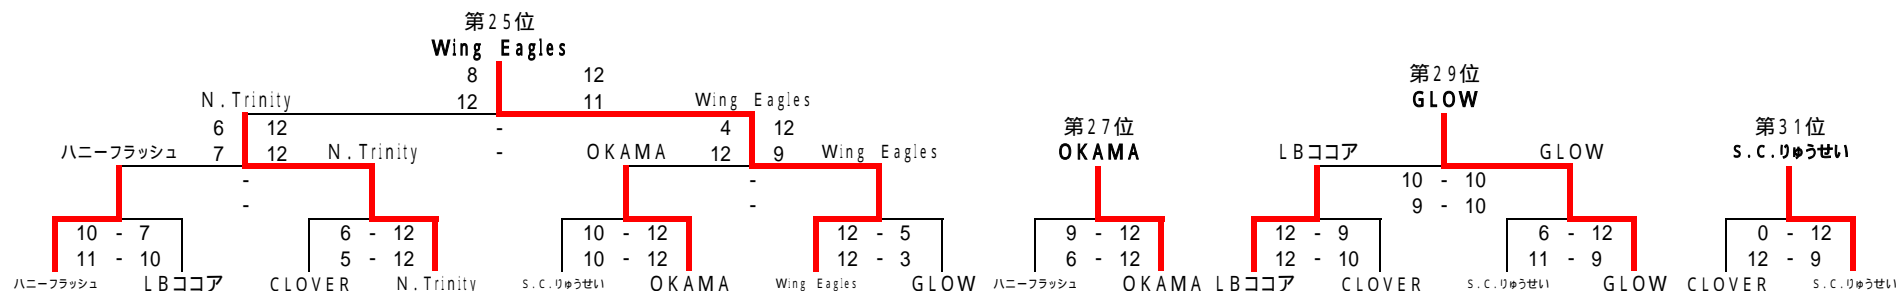 第25位
Wing Eagles
8 12
第29位
N.Trinity 12 11 Wing Eagles GLOW
6 12 - 4 12 第27位 第31位
ハニーフラッシュ 7 12 N.Trinity - OKAMA 12 9 Wing Eagles OKAMA LBココア GLOW S.C.りゅうせい
- - 10 - 10
- - 9 - 10
10 - 7 6 - 12 10 - 12 12 - 5 9 - 12 12 - 9 6 - 12 0 - 12
11 - 10 5 - 12 10 - 12 12 - 3 6 - 12 12 - 10 11 - 9 12 - 9
ハニーフラッシュ LBココア CLOVER N.Trinity S.C.りゅうせい OKAMA Wing Eagles GLOW ハニーフラッシュ OKAMA LBココア CLOVER S.C.りゅうせい GLOW CLOVER S.C.りゅうせい